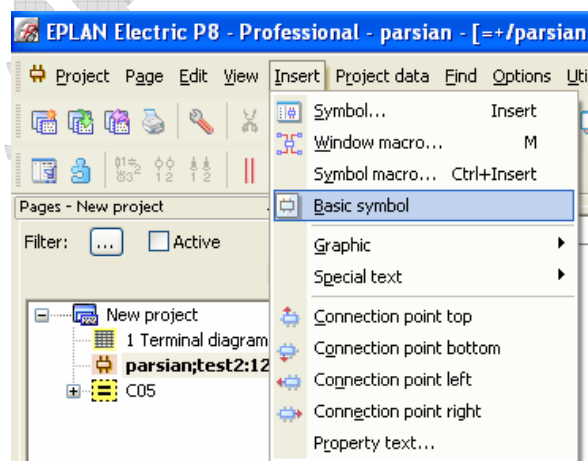 EPLAN Electric P8 - Professional - parsian - [=+/parsian
Project Page Edit View Insert Project data Find Options Uti
Symbol... Insert
Window macro... M
Symbol macro... Ctrl+Insert
Basic symbol
Graphic
Special text
Connection point top
Connection point bottom
Connection point left
Connection point right
Property text...
Pages - New project
Filter: ... Active
New project
1 Terminal diagram
parsian;test2:12
C05